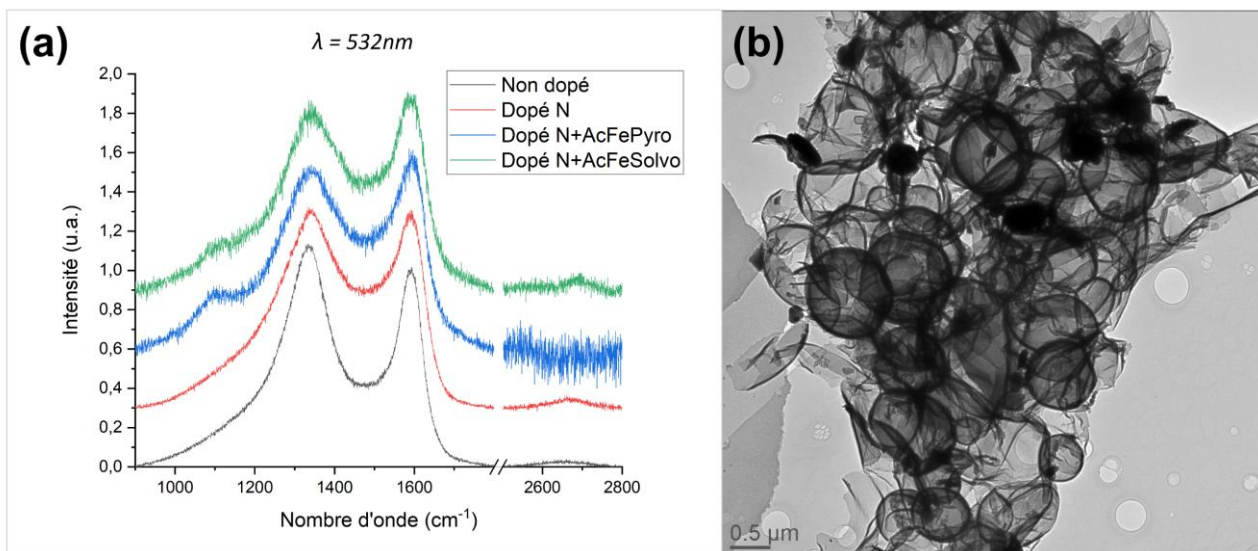 (a)
λ = 532nm
Non dopé
Dopé N
Dopé N+AcFePyro
Dopé N+AcFeSolvo
Intensité (u.a.)
2,0
1,8
1,6
1,4
1,2
1,0
0,8
0,6
0,4
0,2
0,0
1000 1200 1400 1600 2600 2800
Nombre d'onde (cm⁻¹)
(b)
0.5 µm